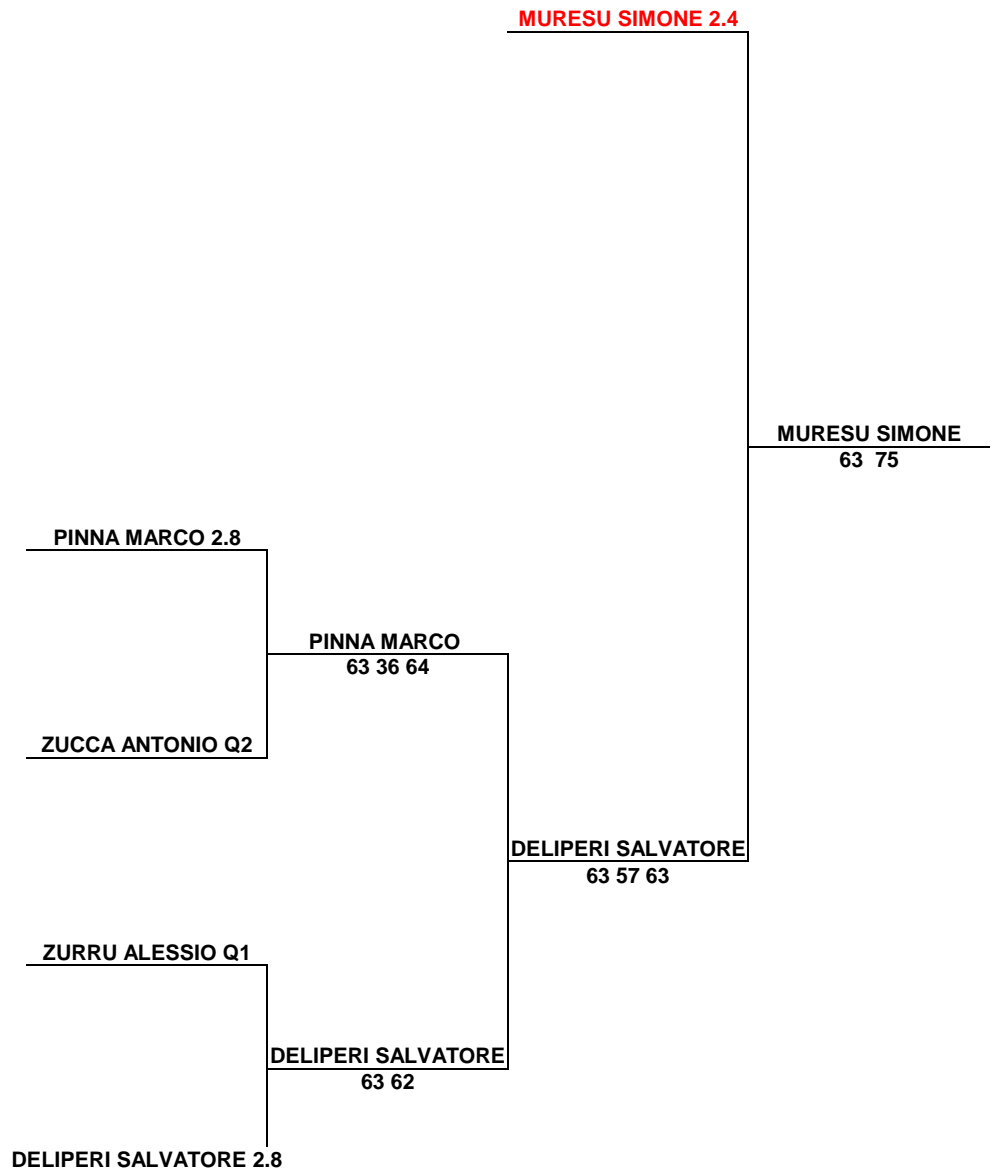 MURESU SIMONE 2.4
MURESU SIMONE
63 75
PINNA MARCO 2.8
PINNA MARCO
63 36 64
ZUCCA ANTONIO Q2
DELIPERI SALVATORE
63 57 63
ZURRU ALESSIO Q1
DELIPERI SALVATORE
63 62
DELIPERI SALVATORE 2.8